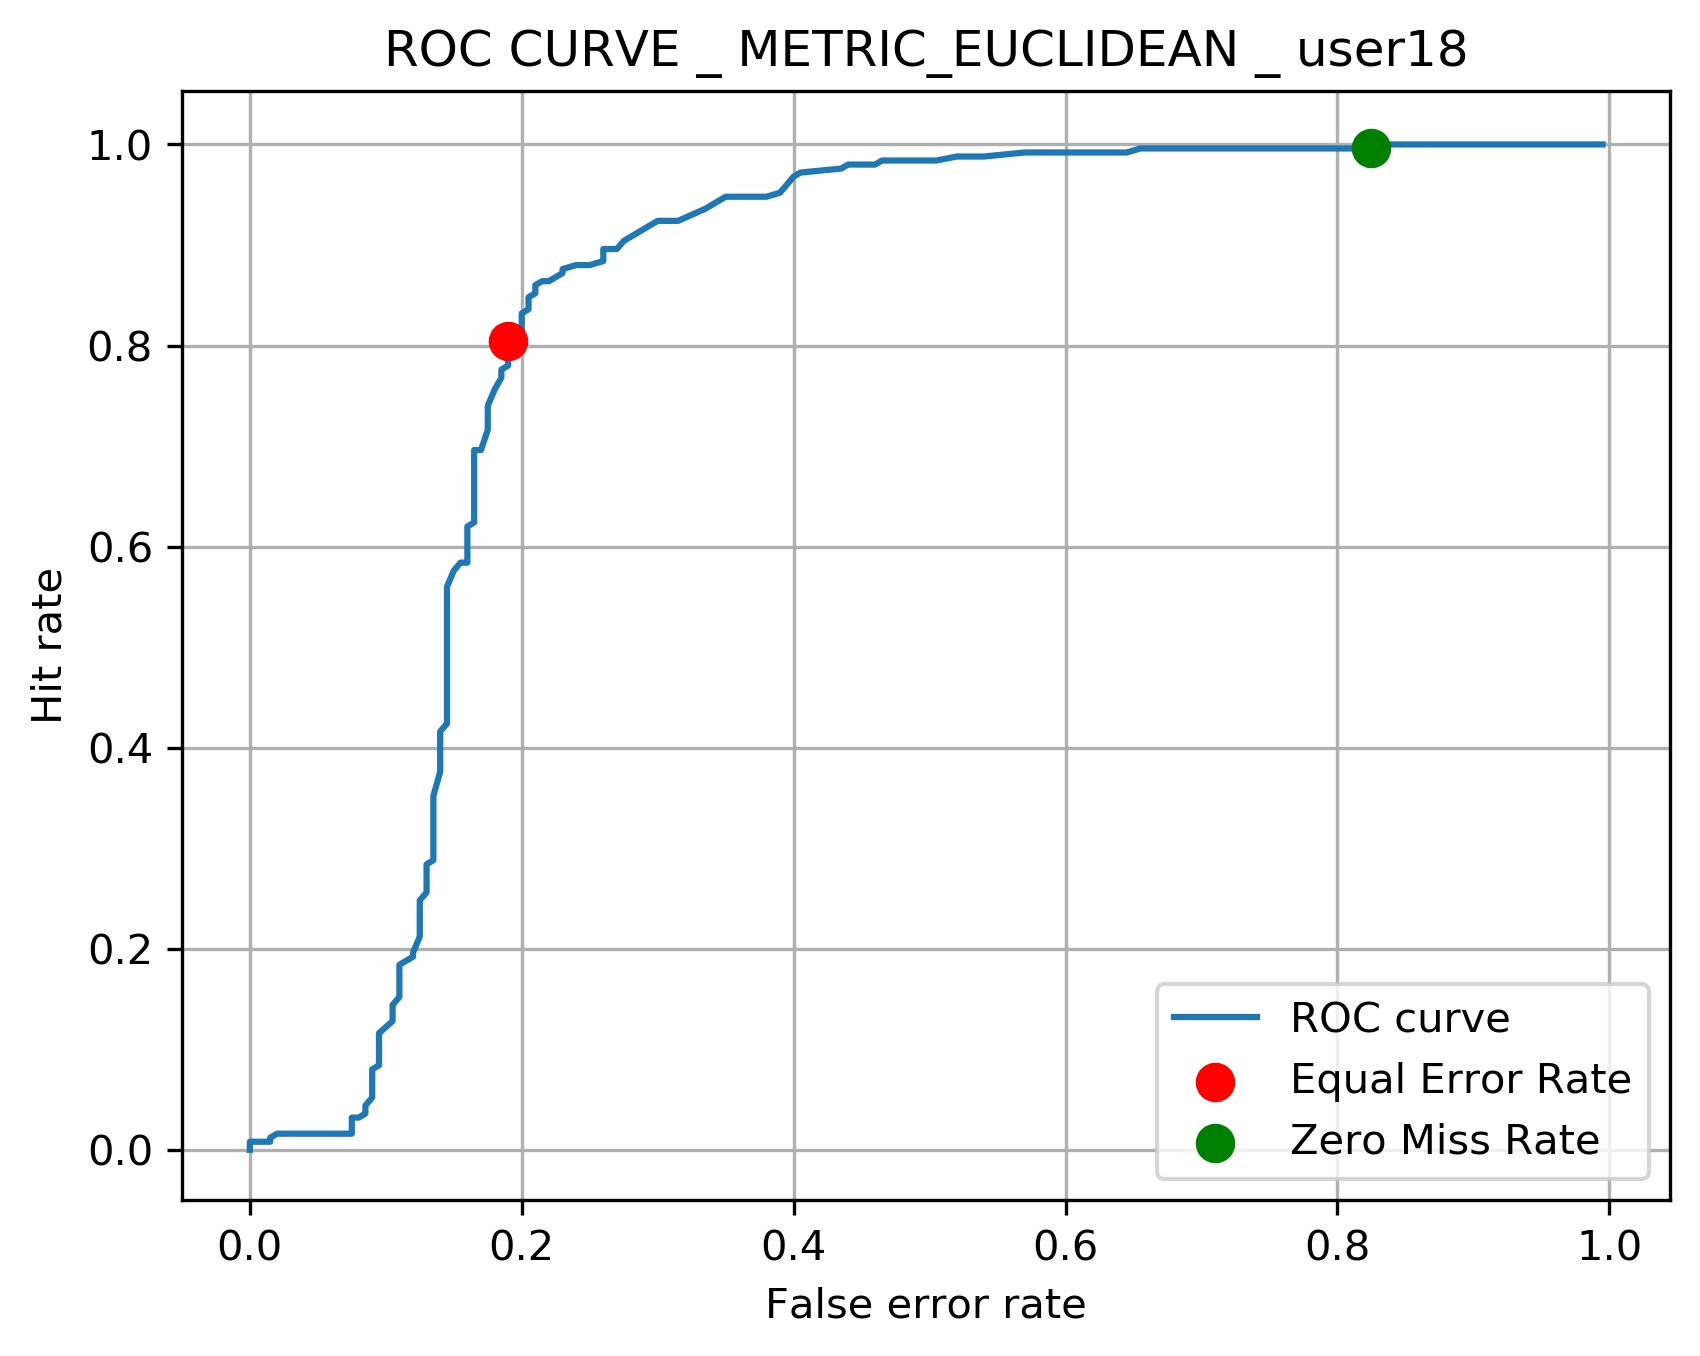 ROC CURVE _ METRIC_EUCLIDEAN _ user18
1.0
0.8
0.6
0.4
0.2
0.0
Hit rate
ROC curve
Equal Error Rate
Zero Miss Rate
0.0 0.2 0.4 0.6 0.8 1.0
False error rate